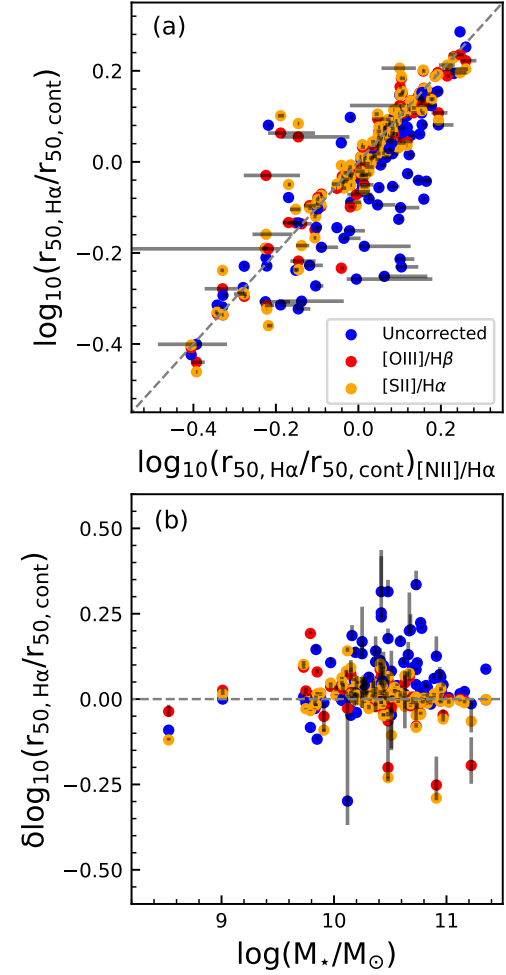 (a)
0.2
0.0
−0.2
−0.4
log₁₀(r₅₀,Hα/r₅₀,cont)
Uncorrected
[OIII]/Hβ
[SII]/Hα
−0.4 −0.2 0.0 0.2
log₁₀(r₅₀,Hα/r₅₀,cont)[NII]/Hα
(b)
0.50
0.25
0.00
−0.25
−0.50
δlog₁₀(r₅₀,Hα/r₅₀,cont)
9 10 11
log(M⋆/M⊙)